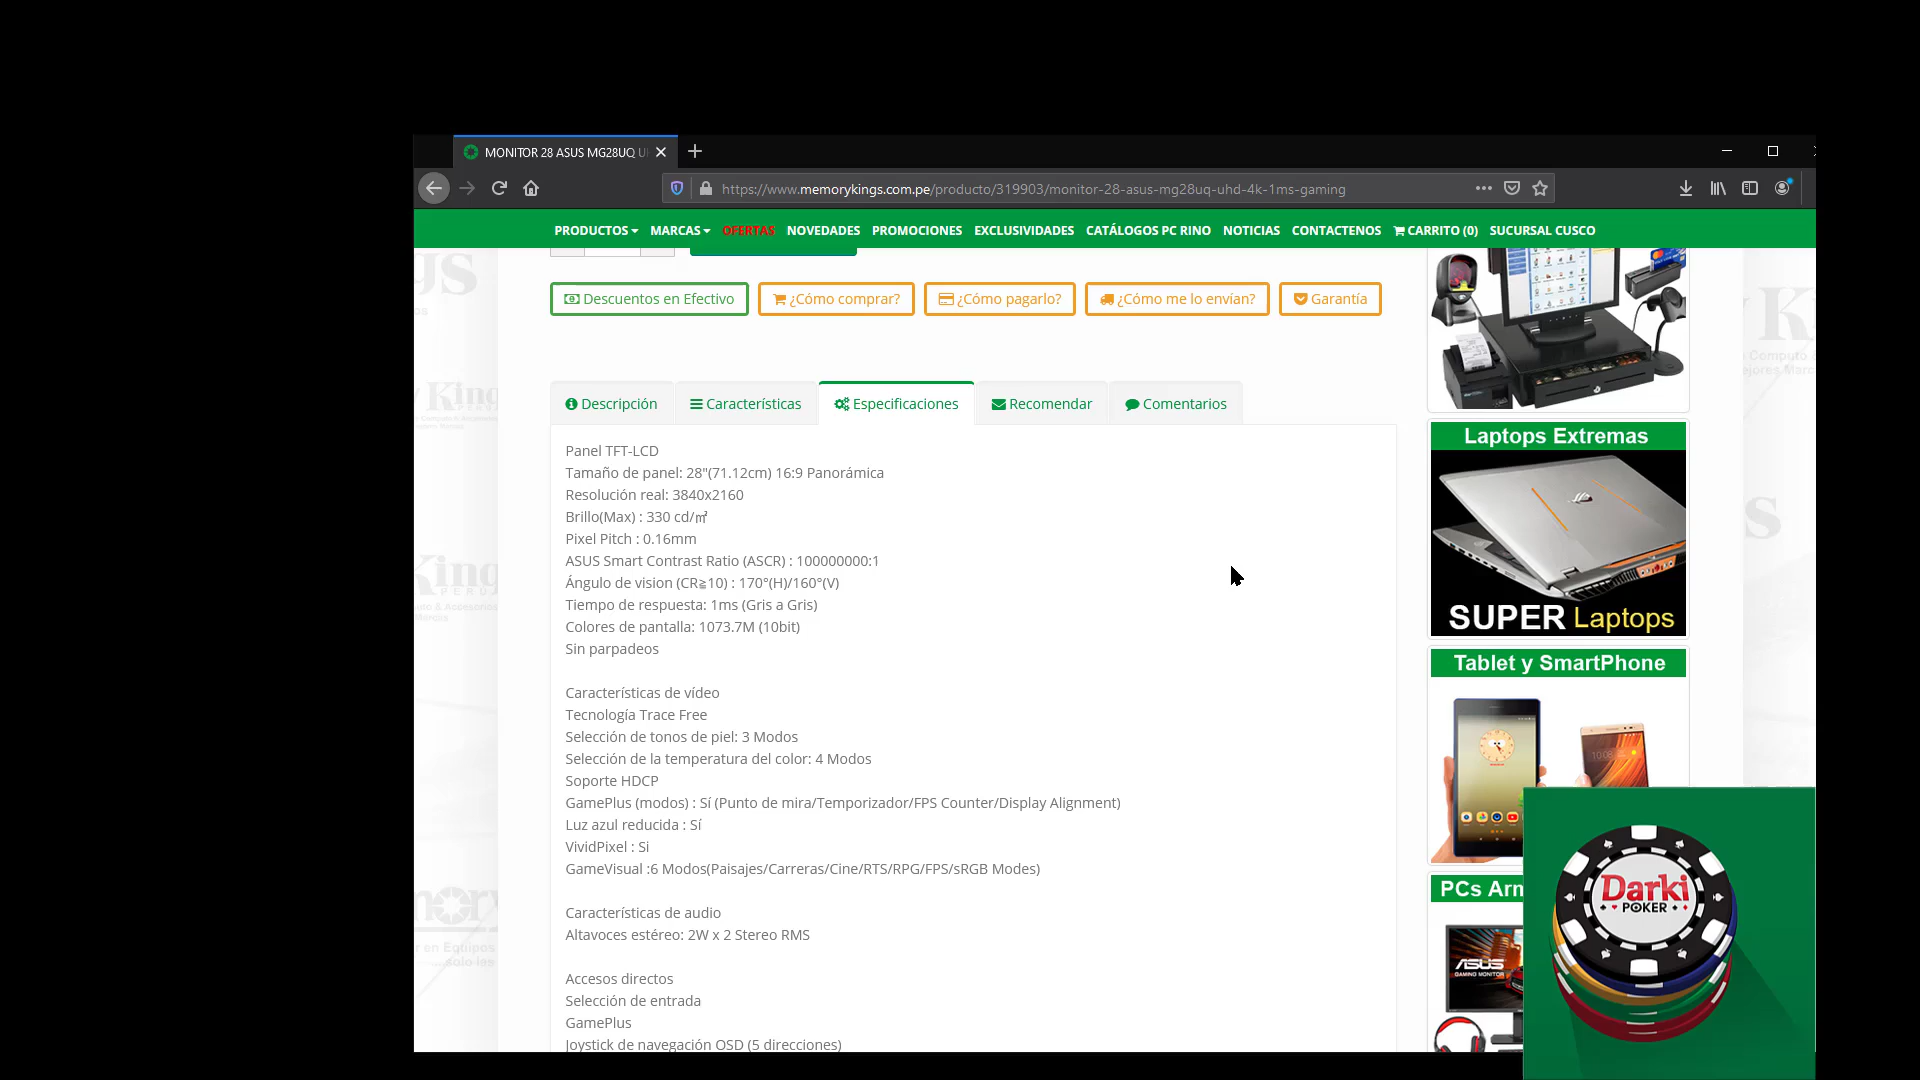 MONITOR 28 ASUS MG28UQ U
https://www.memorykings.com.pe/producto/319903/monitor-28-asus-mg28uq-uhd-4k-1ms-gaming
PRODUCTOS MARCAS OFERTAS NOVEDADES PROMOCIONES EXCLUSIVIDADES CATÁLOGOS PC RINO NOTICIAS CONTACTENOS CARRITO (0) SUCURSAL CUSCO
Descuentos en Efectivo ¿Cómo comprar? ¿Cómo pagarlo? ¿Cómo me lo envían? Garantía
Descripción Características Especificaciones Recomendar Comentarios
Panel TFT-LCD
Tamaño de panel: 28"(71.12cm) 16:9 Panorámica
Resolución real: 3840x2160
Brillo(Max) : 330 cd/㎡
Pixel Pitch : 0.16mm
ASUS Smart Contrast Ratio (ASCR) : 100000000:1
Ángulo de vision (CR≧10) : 170°(H)/160°(V)
Tiempo de respuesta: 1ms (Gris a Gris)
Colores de pantalla: 1073.7M (10bit)
Sin parpadeos
Características de vídeo
Tecnología Trace Free
Selección de tonos de piel: 3 Modos
Selección de la temperatura del color: 4 Modos
Soporte HDCP
GamePlus (modos) : Sí (Punto de mira/Temporizador/FPS Counter/Display Alignment)
Luz azul reducida : Sí
VividPixel : Si
GameVisual :6 Modos(Paisajes/Carreras/Cine/RTS/RPG/FPS/sRGB Modes)
Características de audio
Altavoces estéreo: 2W x 2 Stereo RMS
Accesos directos
Selección de entrada
GamePlus
Joystick de navegación OSD (5 direcciones)
Laptops Extremas
SUPER Laptops
Tablet y SmartPhone
PCs Arm
ASUS
GAMING MONITOR
Darki
POKER